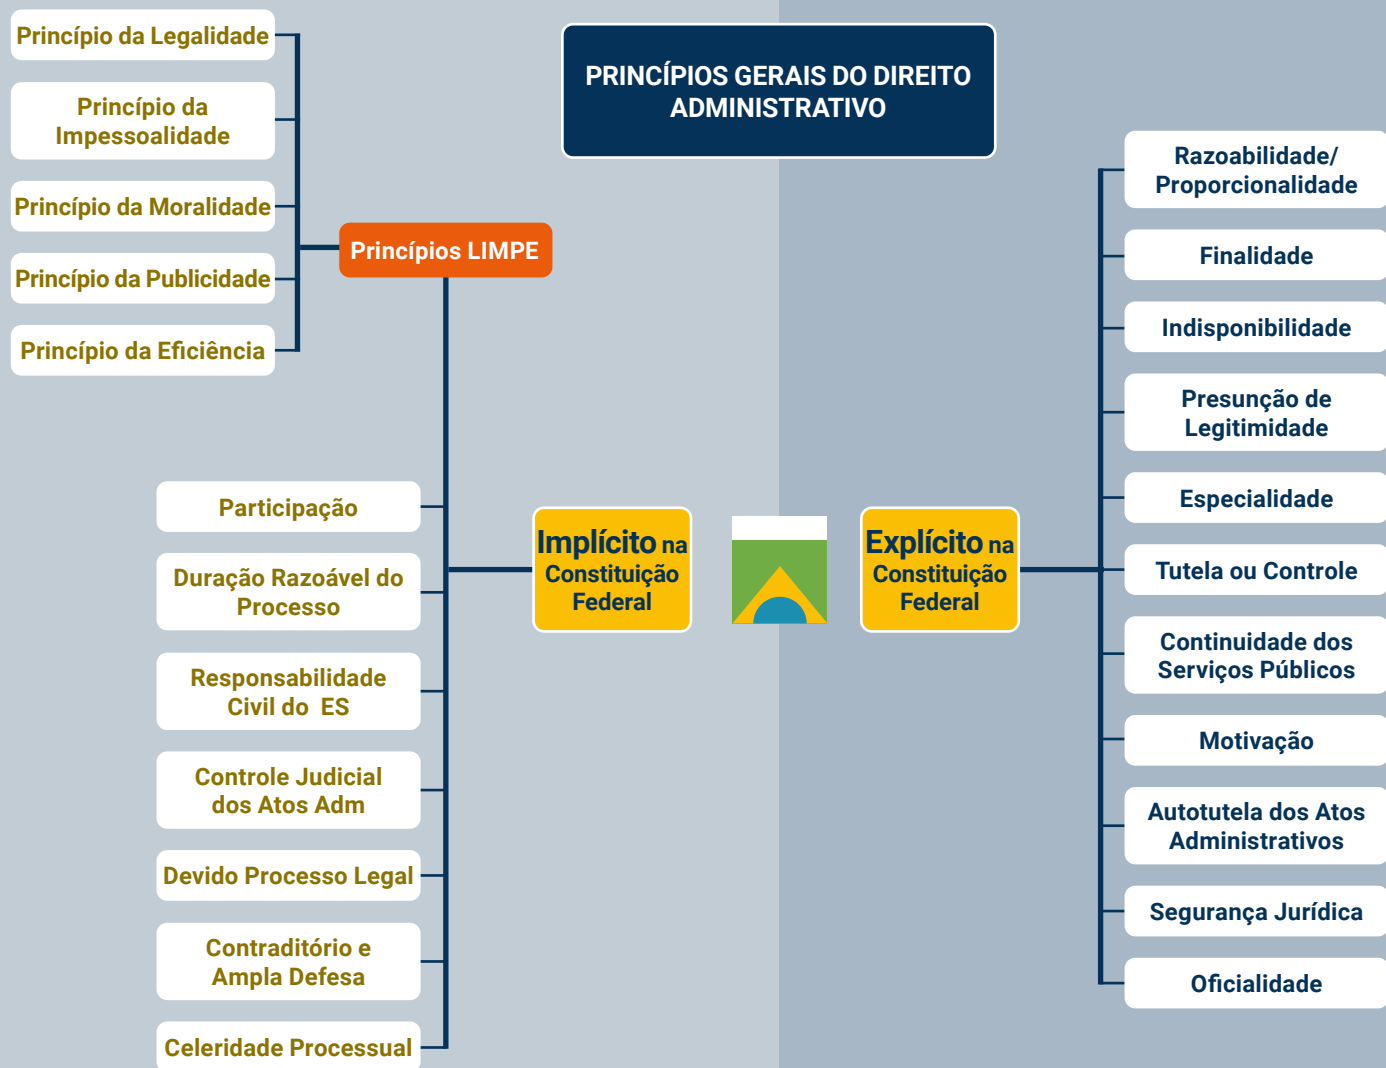 PRINCÍPIOS GERAIS DO DIREITO
ADMINISTRATIVO
Princípio da Legalidade
Princípio da
Impessoalidade
Princípio da Moralidade
Princípio da Publicidade
Princípio da Eficiência
Princípios LIMPE
Participação
Duração Razoável do
Processo
Responsabilidade
Civil do ES
Controle Judicial
dos Atos Adm
Devido Processo Legal
Contraditório e
Ampla Defesa
Celeridade Processual
Implícito na
Constituição
Federal
Explícito na
Constituição
Federal
Razoabilidade/
Proporcionalidade
Finalidade
Indisponibilidade
Presunção de
Legitimidade
Especialidade
Tutela ou Controle
Continuidade dos
Serviços Públicos
Motivação
Autotutela dos Atos
Administrativos
Segurança Jurídica
Oficialidade